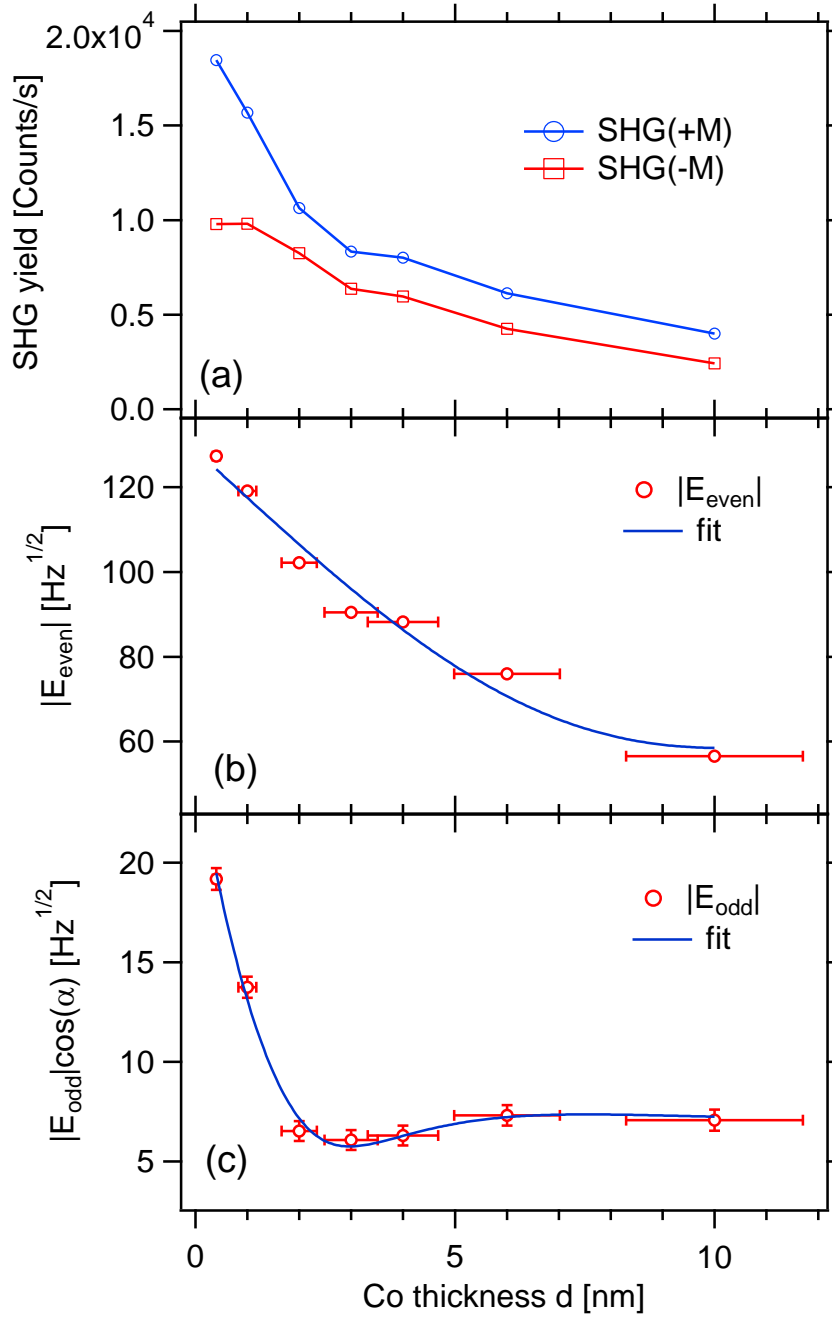 2.0x10⁴
1.5
1.0
0.5
0.0
SHG yield [Counts/s]
SHG(+M)
SHG(-M)
(a)
120
100
80
60
|E_even| [Hz^1/2]
|E_even|
fit
(b)
20
15
10
5
|E_odd|cos(α) [Hz^1/2]
|E_odd|
fit
(c)
0 5 10
Co thickness d [nm]